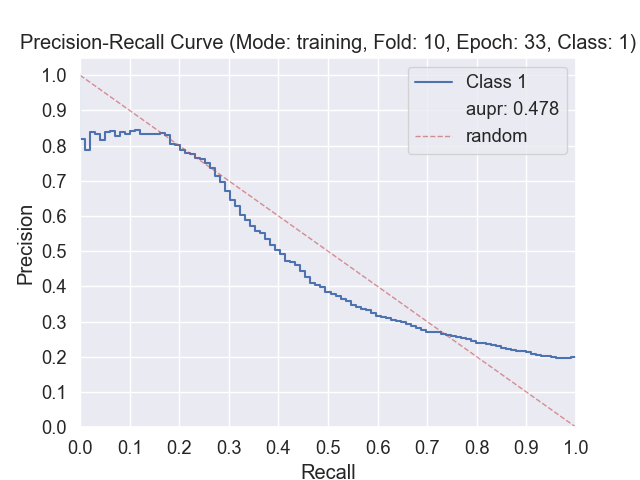 Precision-Recall Curve (Mode: training, Fold: 10, Epoch: 33, Class: 1)
1.0
0.9
0.8
0.7
0.6
0.5
0.4
0.3
0.2
0.1
0.0
Precision
Class 1
aupr: 0.478
random
0.0 0.1 0.2 0.3 0.4 0.5 0.6 0.7 0.8 0.9 1.0
Recall